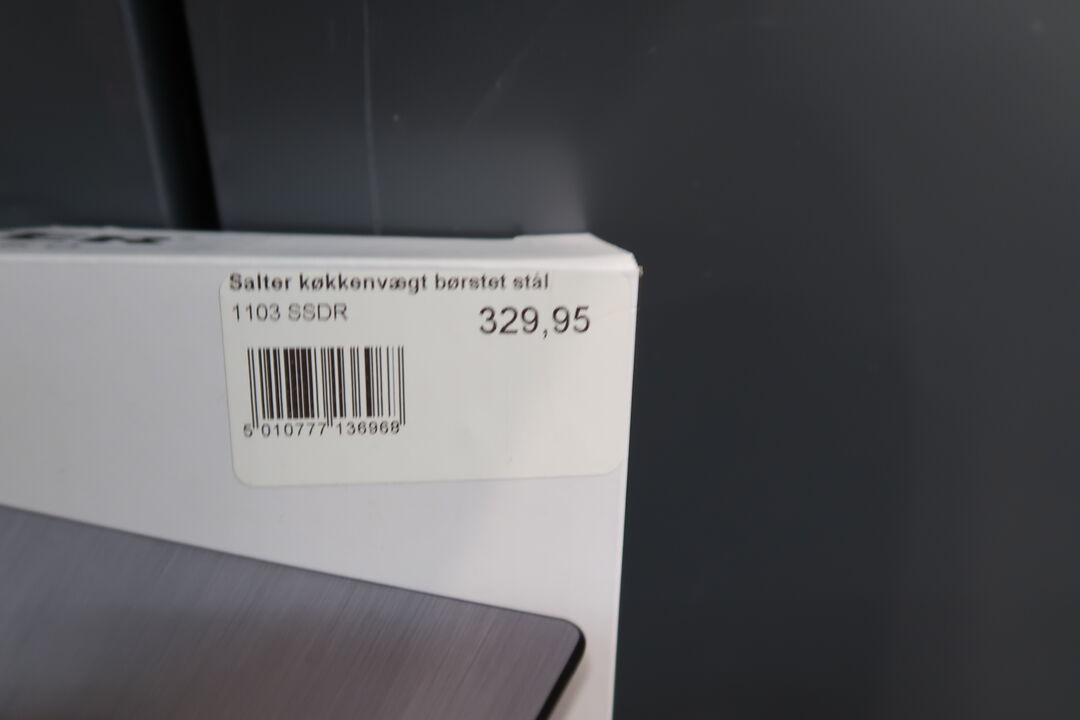 Salter køkkenvægt børstet stål
1103 SSDR
329,95
5 010777 136968